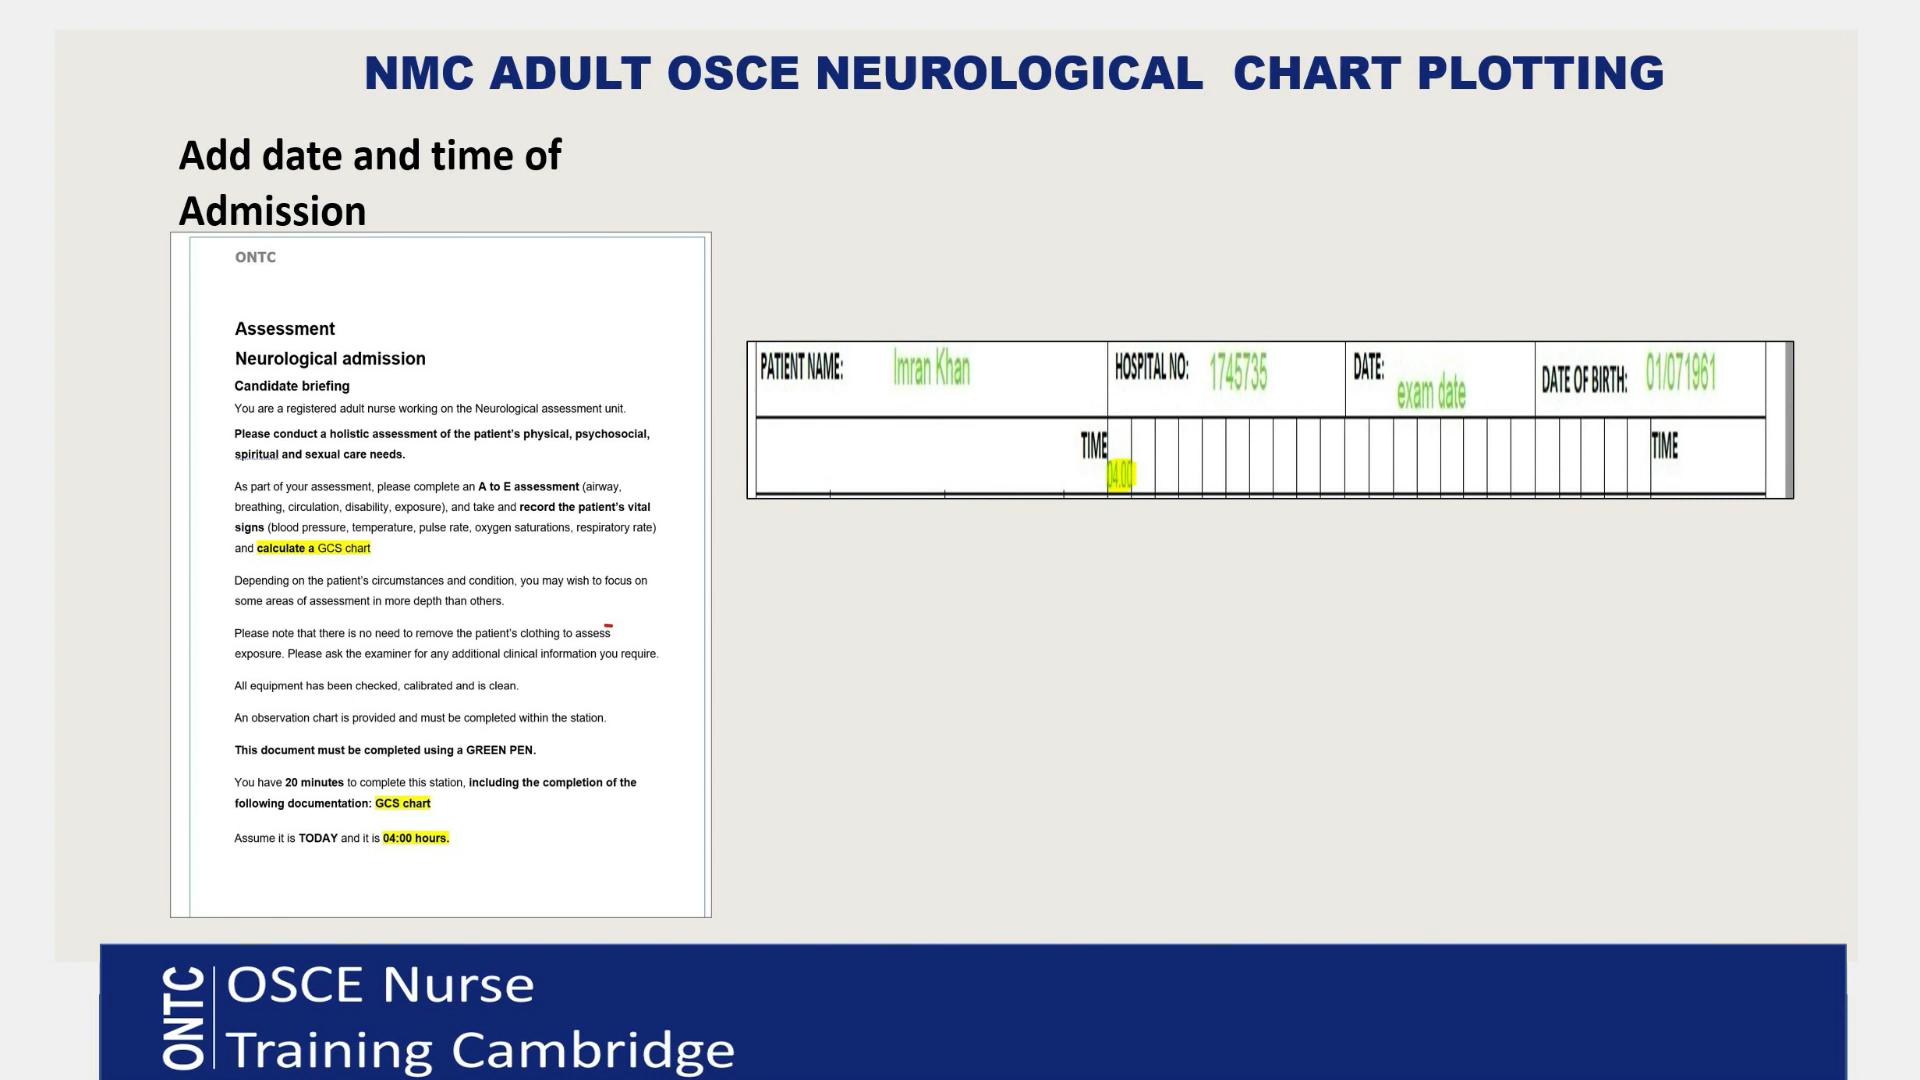 NMC ADULT OSCE NEUROLOGICAL CHART PLOTTING
Add date and time of
Admission
ONTC
Assessment
Neurological admission
Candidate briefing
You are a registered adult nurse working on the Neurological assessment unit.
Please conduct a holistic assessment of the patient's physical, psychosocial,
spiritual and sexual care needs.
As part of your assessment, please complete an A to E assessment (airway,
breathing, circulation, disability, exposure), and take and record the patient's vital
signs (blood pressure, temperature, pulse rate, oxygen saturations, respiratory rate)
and calculate a GCS chart
Depending on the patient's circumstances and condition, you may wish to focus on
some areas of assessment in more depth than others.
Please note that there is no need to remove the patient's clothing to assess
exposure. Please ask the examiner for any additional clinical information you require.
All equipment has been checked, calibrated and is clean.
An observation chart is provided and must be completed within the station.
This document must be completed using a GREEN PEN.
You have 20 minutes to complete this station, including the completion of the
following documentation: GCS chart
Assume it is TODAY and it is 04:00 hours.
PATIENT NAME: Imran Khan HOSPITAL NO: 1745735 DATE: exam date DATE OF BIRTH: 01/071961
TIME TIME
04.00
ONTC
OSCE Nurse
Training Cambridge